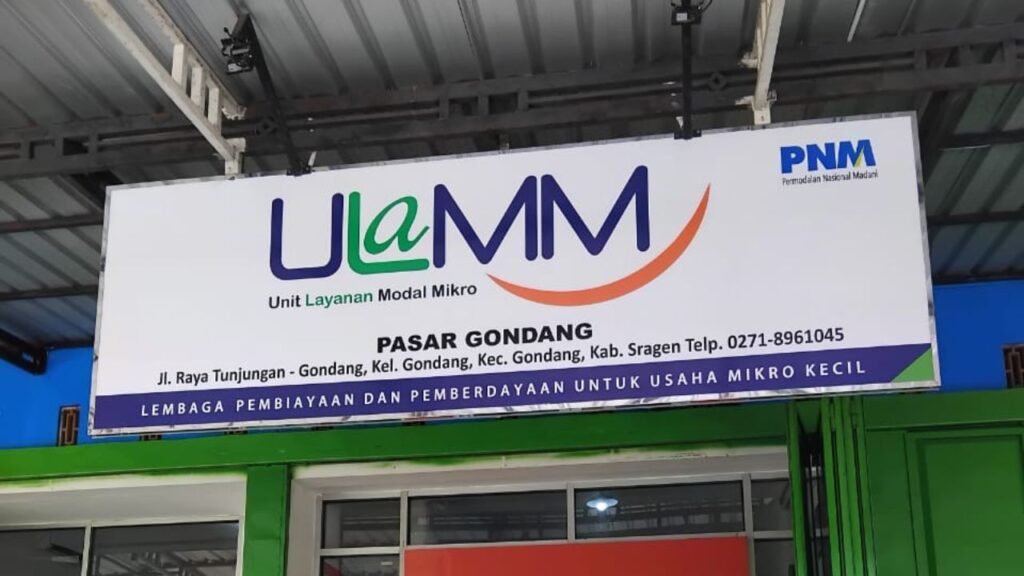 PNM
Permodalan Nasional Madani
ULaMM
Unit Layanan Modal Mikro
PASAR GONDANG
Jl. Raya Tunjungan - Gondang, Kel. Gondang, Kec. Gondang, Kab. Sragen Telp. 0271-8961045
LEMBAGA PEMBIAYAAN DAN PEMBERDAYAAN UNTUK USAHA MIKRO KECIL